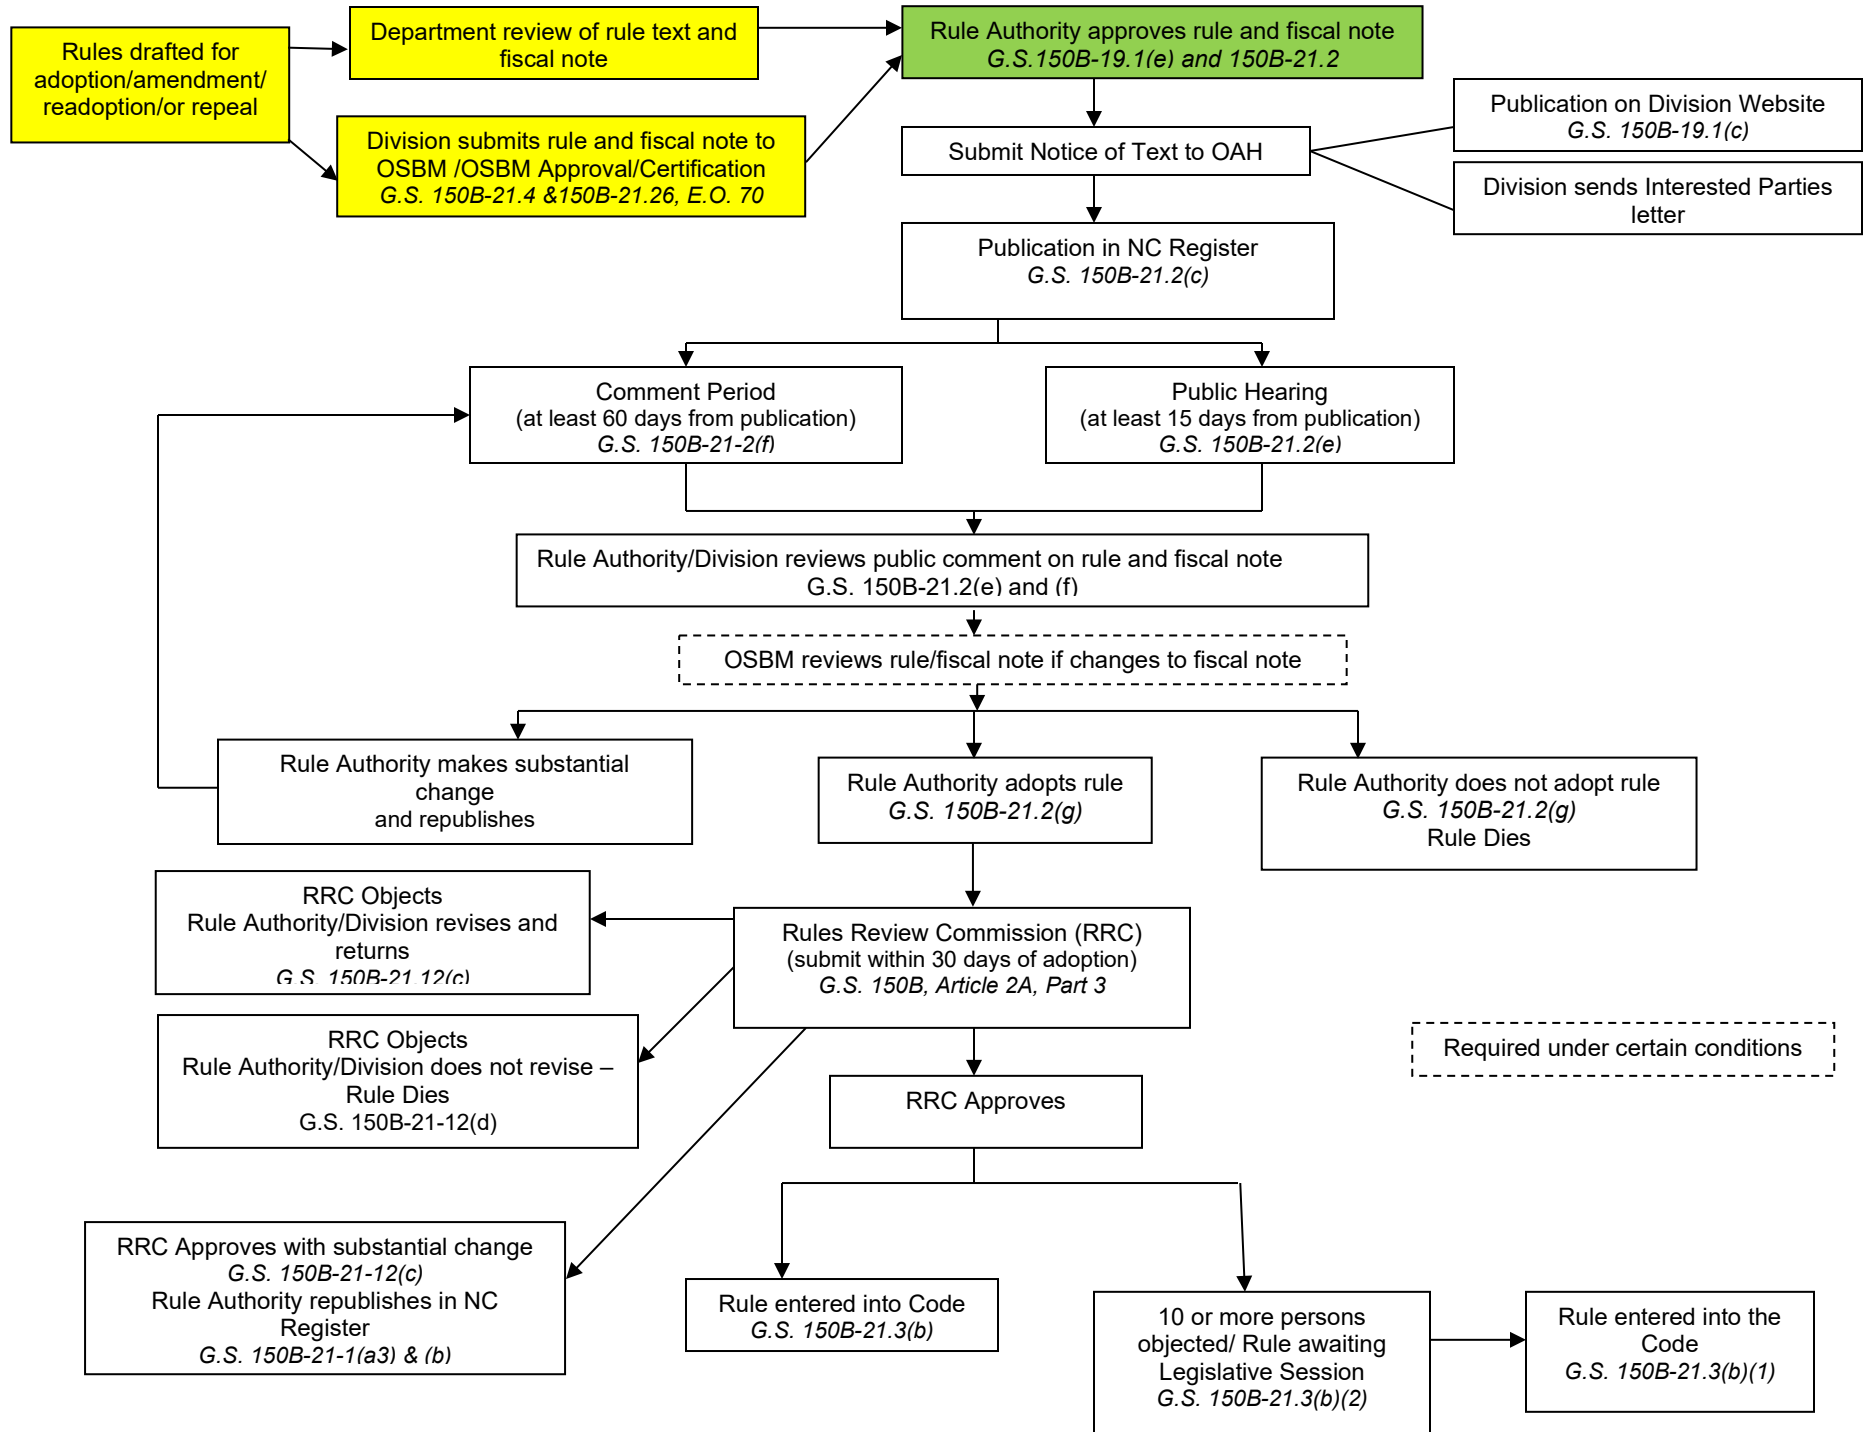 Rules drafted for
adoption/amendment/
readoption/or repeal
Department review of rule text and
fiscal note
Division submits rule and fiscal note to
OSBM /OSBM Approval/Certification
G.S. 150B-21.4 &150B-21.26, E.O. 70
Rule Authority approves rule and fiscal note
G.S.150B-19.1(e) and 150B-21.2
Submit Notice of Text to OAH
Publication on Division Website
G.S. 150B-19.1(c)
Division sends Interested Parties
letter
Publication in NC Register
G.S. 150B-21.2(c)
Comment Period
(at least 60 days from publication)
G.S. 150B-21-2(f)
Public Hearing
(at least 15 days from publication)
G.S. 150B-21.2(e)
Rule Authority/Division reviews public comment on rule and fiscal note
G.S. 150B-21.2(e) and (f)
OSBM reviews rule/fiscal note if changes to fiscal note
Rule Authority makes substantial
change
and republishes
Rule Authority adopts rule
G.S. 150B-21.2(g)
Rule Authority does not adopt rule
G.S. 150B-21.2(g)
Rule Dies
RRC Objects
Rule Authority/Division revises and
returns
G.S. 150B-21.12(c)
Rules Review Commission (RRC)
(submit within 30 days of adoption)
G.S. 150B, Article 2A, Part 3
RRC Objects
Rule Authority/Division does not revise –
Rule Dies
G.S. 150B-21-12(d)
Required under certain conditions
RRC Approves
RRC Approves with substantial change
G.S. 150B-21-12(c)
Rule Authority republishes in NC
Register
G.S. 150B-21-1(a3) & (b)
Rule entered into Code
G.S. 150B-21.3(b)
10 or more persons
objected/ Rule awaiting
Legislative Session
G.S. 150B-21.3(b)(2)
Rule entered into the
Code
G.S. 150B-21.3(b)(1)